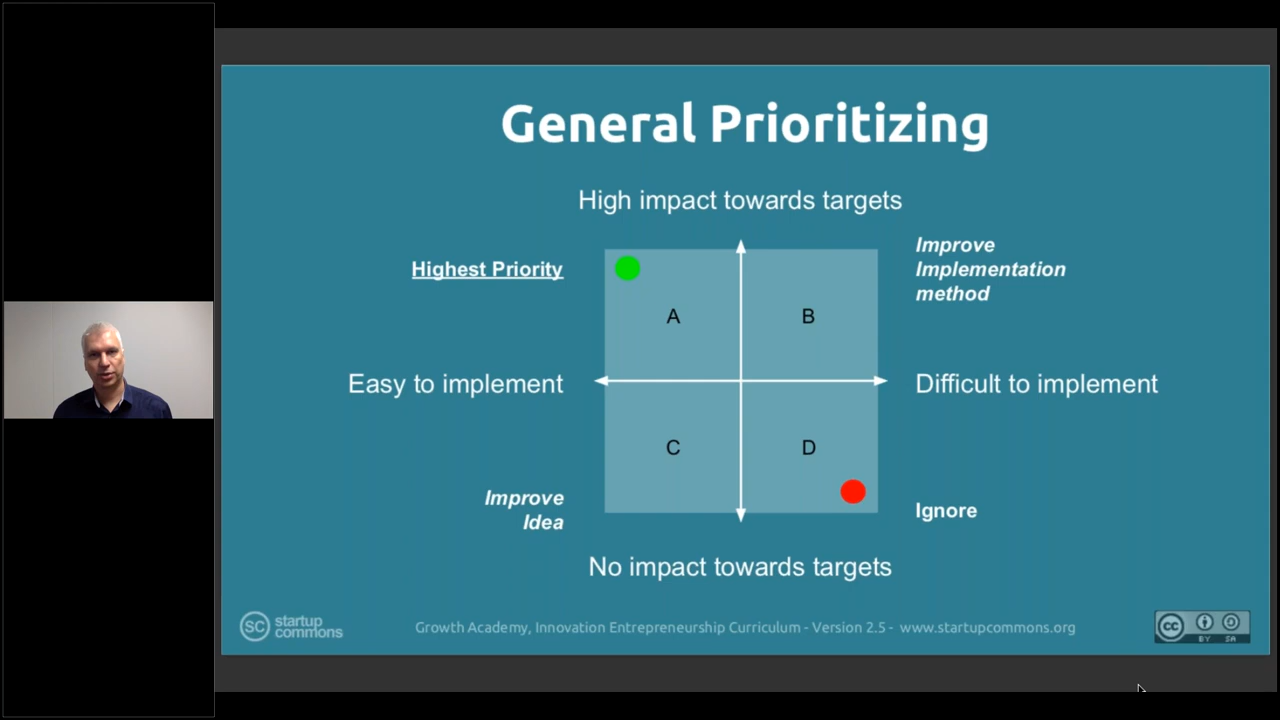 General Prioritizing
High impact towards targets
Highest Priority
Improve
Implementation
method
A
B
Easy to implement
Difficult to implement
C
D
Improve
Idea
Ignore
No impact towards targets
SC startup
commons
Growth Academy, Innovation Entrepreneurship Curriculum - Version 2.5 - www.startupcommons.org
cc
BY SA